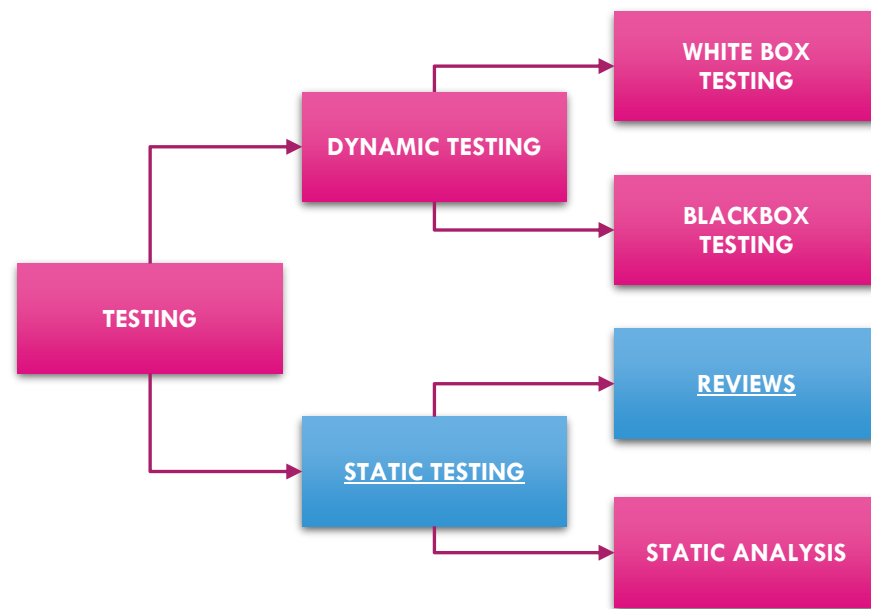 WHITE BOX
TESTING
DYNAMIC TESTING
BLACKBOX
TESTING
TESTING
REVIEWS
STATIC TESTING
STATIC ANALYSIS